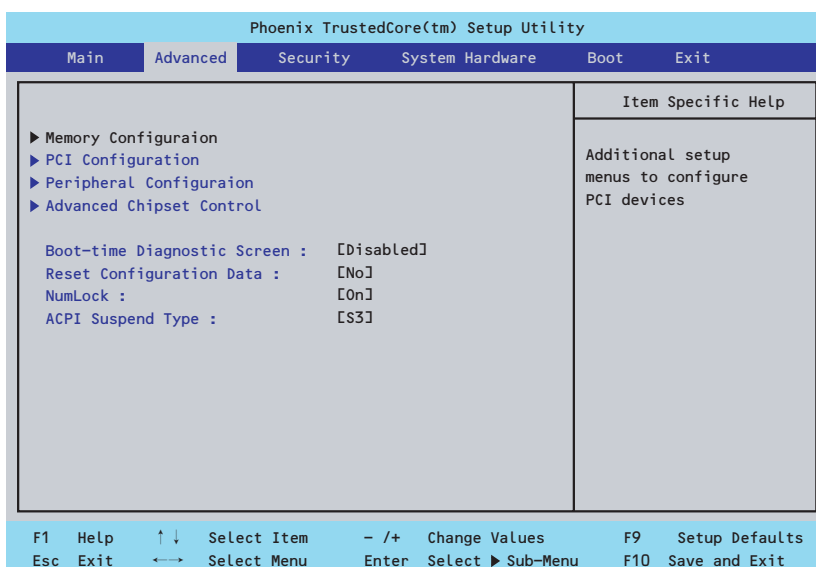 Phoenix TrustedCore(tm) Setup Utility
Main Advanced Security System Hardware Boot Exit
Item Specific Help
▶ Memory Configuraion
▶ PCI Configuration
▶ Peripheral Configuraion
▶ Advanced Chipset Control
Additional setup
menus to configure
PCI devices
Boot-time Diagnostic Screen : [Disabled]
Reset Configuration Data : [No]
NumLock : [On]
ACPI Suspend Type : [S3]
F1 Help ↑↓ Select Item - /+ Change Values F9 Setup Defaults
Esc Exit ←→ Select Menu Enter Select ▶ Sub-Menu F10 Save and Exit